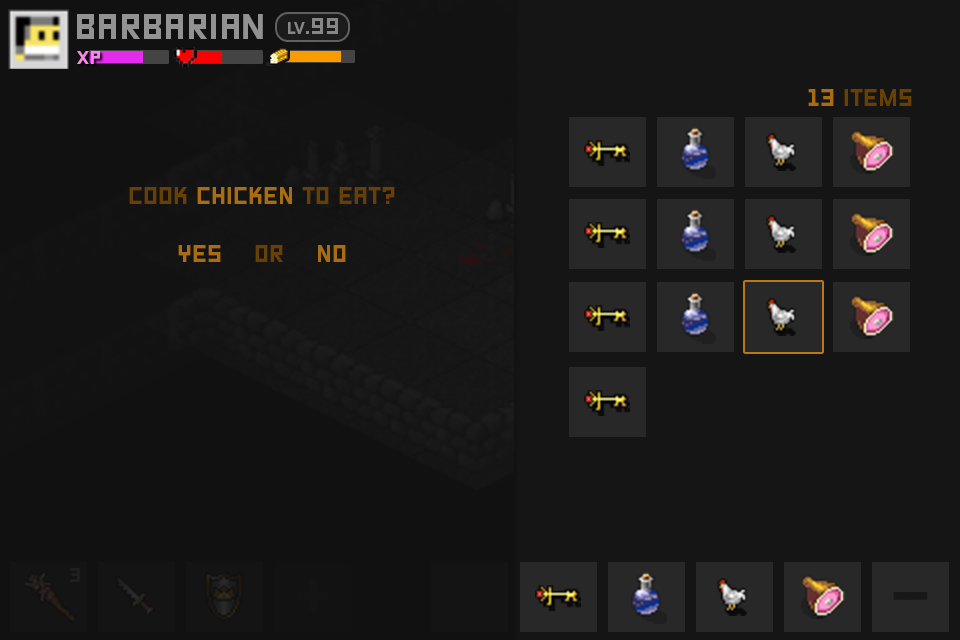 BARBARIAN LV.99
XP
13 ITEMS
COOK CHICKEN TO EAT?
YES OR NO
3